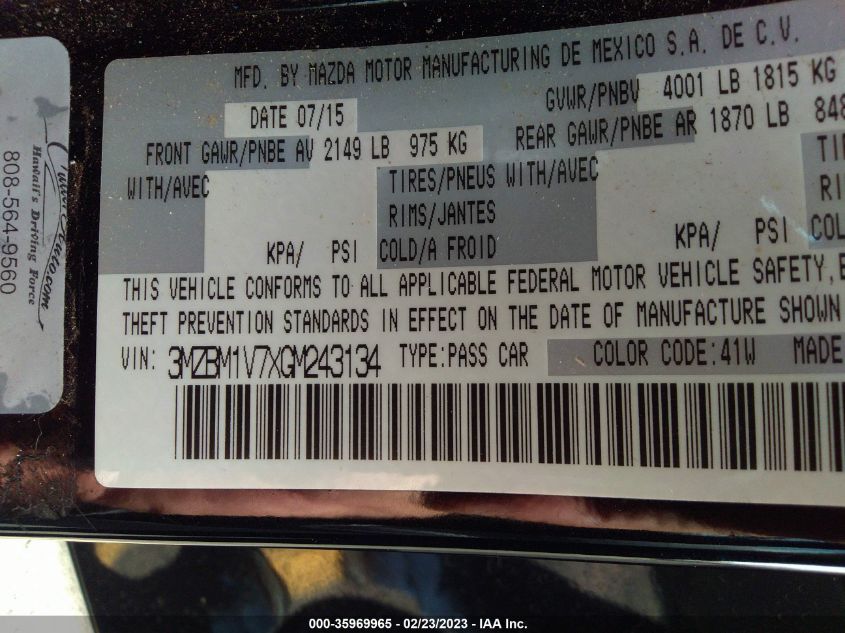 MFD. BY MAZDA MOTOR MANUFACTURING DE MEXICO S.A. DE C.V.
DATE 07/15
GVWR/PNBV 4001 LB 1815 KG
FRONT GAWR/PNBE AV 2149 LB 975 KG
REAR GAWR/PNBE AR 1870 LB 848
WITH/AVEC
TIRES/PNEUS
RIMS/JANTES
KPA/ PSI COLD/A FROID
WITH/AVEC
KPA/ PSI
THIS VEHICLE CONFORMS TO ALL APPLICABLE FEDERAL MOTOR VEHICLE SAFETY,
THEFT PREVENTION STANDARDS IN EFFECT ON THE DATE OF MANUFACTURE SHOWN
VIN: 3MZBM1V7XGM243134 TYPE:PASS CAR COLOR CODE:41W MADE
Hawaii's Driving Force
808-564-9560
000-35969965 - 02/23/2023 - IAA Inc.